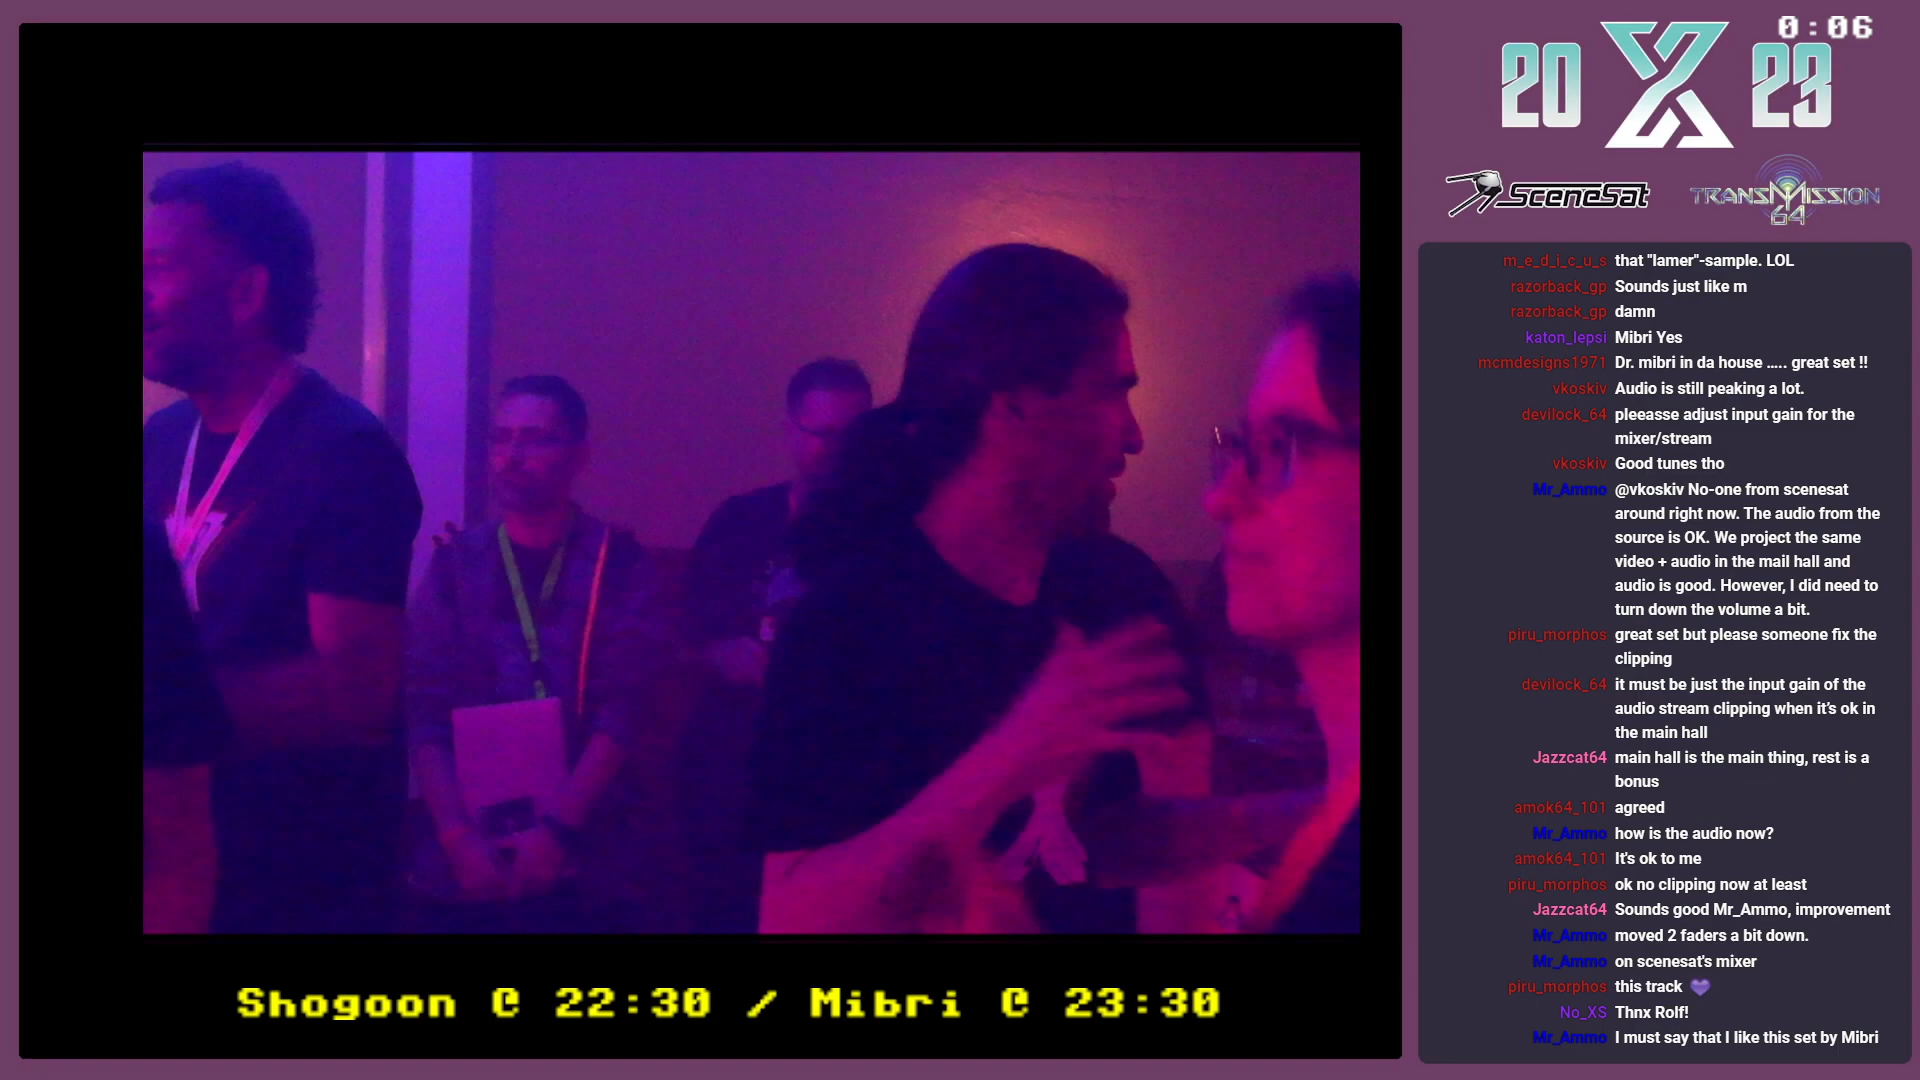 0:06
20 X 23
SceneSat
TRANSMISSION
64
m_e_d_i_c_u_s that "lamer"-sample. LOL
razorback_gp Sounds just like m
razorback_gp damn
katon_lepsi Mibri Yes
mcmdesigns1971 Dr. mibri in da house ..... great set !!
vkoskiv Audio is still peaking a lot.
devilock_64 pleeasse adjust input gain for the
mixer/stream
vkoskiv Good tunes tho
Mr_Ammo @vkoskiv No-one from scenesat
around right now. The audio from the
source is OK. We project the same
video + audio in the mail hall and
audio is good. However, I did need to
turn down the volume a bit.
piru_morphos great set but please someone fix the
clipping
devilock_64 it must be just the input gain of the
audio stream clipping when it's ok in
the main hall
Jazzcat64 main hall is the main thing, rest is a
bonus
amok64_101 agreed
Mr_Ammo how is the audio now?
amok64_101 It's ok to me
piru_morphos ok no clipping now at least
Jazzcat64 Sounds good Mr_Ammo, improvement
Mr_Ammo moved 2 faders a bit down.
Mr_Ammo on scenesat's mixer
piru_morphos this track 💜
No_XS Thnx Rolf!
Mr_Ammo I must say that I like this set by Mibri
Shogoon @ 22:30 / Mibri @ 23:30